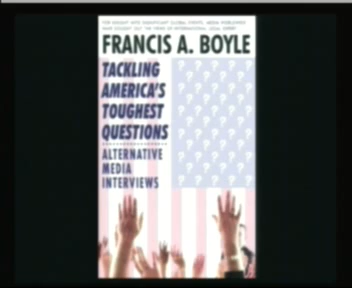 FRANCIS A. BOYLE
TACKLING
AMERICA'S
TOUGHEST
QUESTIONS
ALTERNATIVE
MEDIA
INTERVIEWS